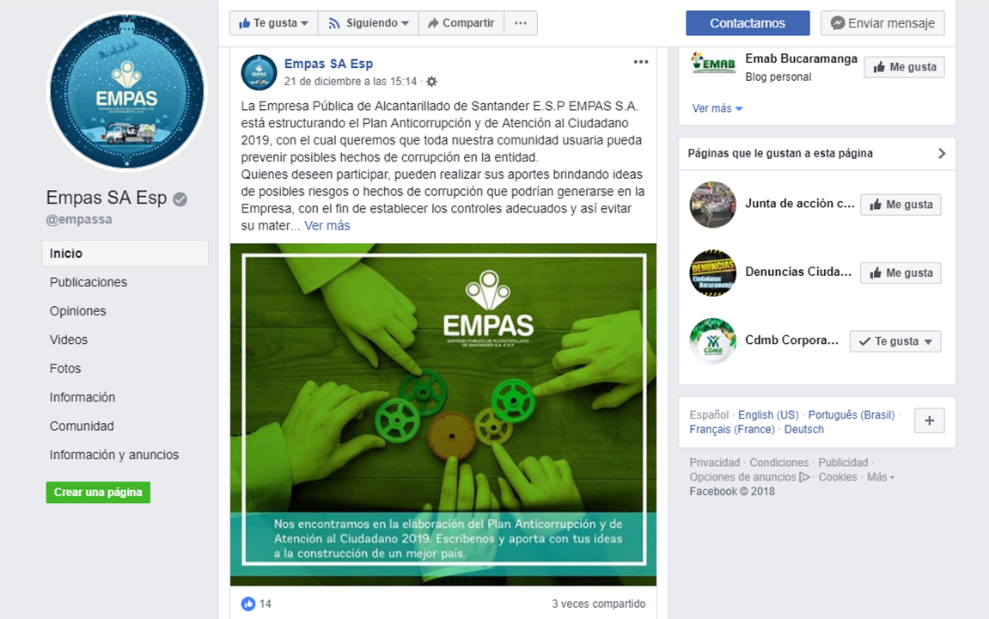 EMPAS
Empas SA Esp
@empassa
Inicio
Publicaciones
Opiniones
Videos
Fotos
Información
Comunidad
Información y anuncios
Crear una página
Te gusta
Siguiendo
Compartir
Contactarnos
Enviar mensaje
Empas SA Esp
21 de diciembre a las 15:14 ·
La Empresa Pública de Alcantarillado de Santander E.S.P EMPAS S.A.
está estructurando el Plan Anticorrupción y de Atención al Ciudadano
2019, con el cual queremos que toda nuestra comunidad usuaria pueda
prevenir posibles hechos de corrupción en la entidad.
Quienes deseen participar, pueden realizar sus aportes brindando ideas
de posibles riesgos o hechos de corrupción que podrían generarse en la
Empresa, con el fin de establecer los controles adecuados y así evitar
su mater... Ver más
EMPAS
EMPRESA PUBLICA DE ALCANTARILLADO
DE SANTANDER S.A. E.S.P
Nos encontramos en la elaboración del Plan Anticorrupción y de
Atención al Ciudadano 2019. Escríbenos y aporta con tus ideas
a la construcción de un mejor país.
14
3 veces compartido
EMAB
Emab Bucaramanga
Blog personal
Me gusta
Ver más
Páginas que le gustan a esta página
Junta de acción c...
Me gusta
DENUNCIAS
Ciudadanas
Bucaramanga
Denuncias Ciuda...
Me gusta
CDMB
Cdmb Corpora...
Te gusta
Español · English (US) · Português (Brasil) ·
Français (France) · Deutsch
Privacidad · Condiciones · Publicidad ·
Opciones de anuncios · Cookies · Más
Facebook © 2018